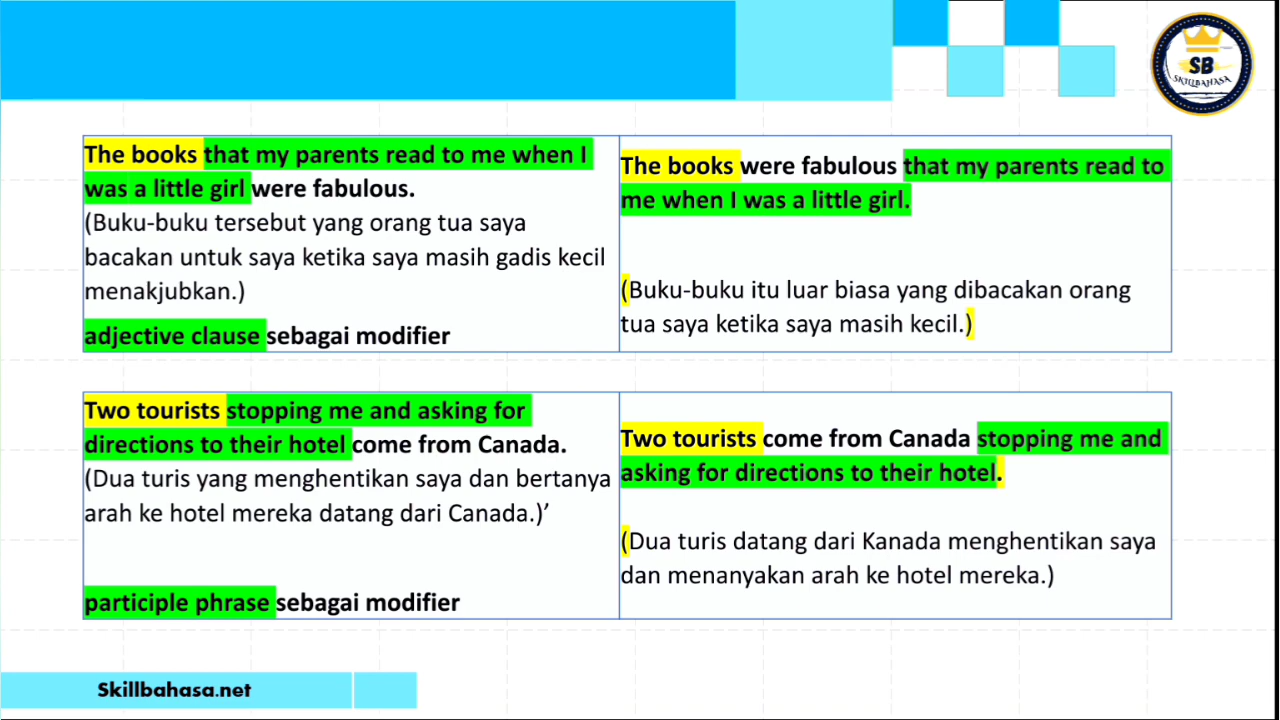 SB
SKILLBAHASA
The books that my parents read to me when I
was a little girl were fabulous.
(Buku-buku tersebut yang orang tua saya
bacakan untuk saya ketika saya masih gadis kecil
menakjubkan.)
adjective clause sebagai modifier
The books were fabulous that my parents read to
me when I was a little girl.
(Buku-buku itu luar biasa yang dibacakan orang
tua saya ketika saya masih kecil.)
Two tourists stopping me and asking for
directions to their hotel come from Canada.
(Dua turis yang menghentikan saya dan bertanya
arah ke hotel mereka datang dari Canada.)’
participle phrase sebagai modifier
Two tourists come from Canada stopping me and
asking for directions to their hotel.
(Dua turis datang dari Kanada menghentikan saya
dan menanyakan arah ke hotel mereka.)
Skillbahasa.net